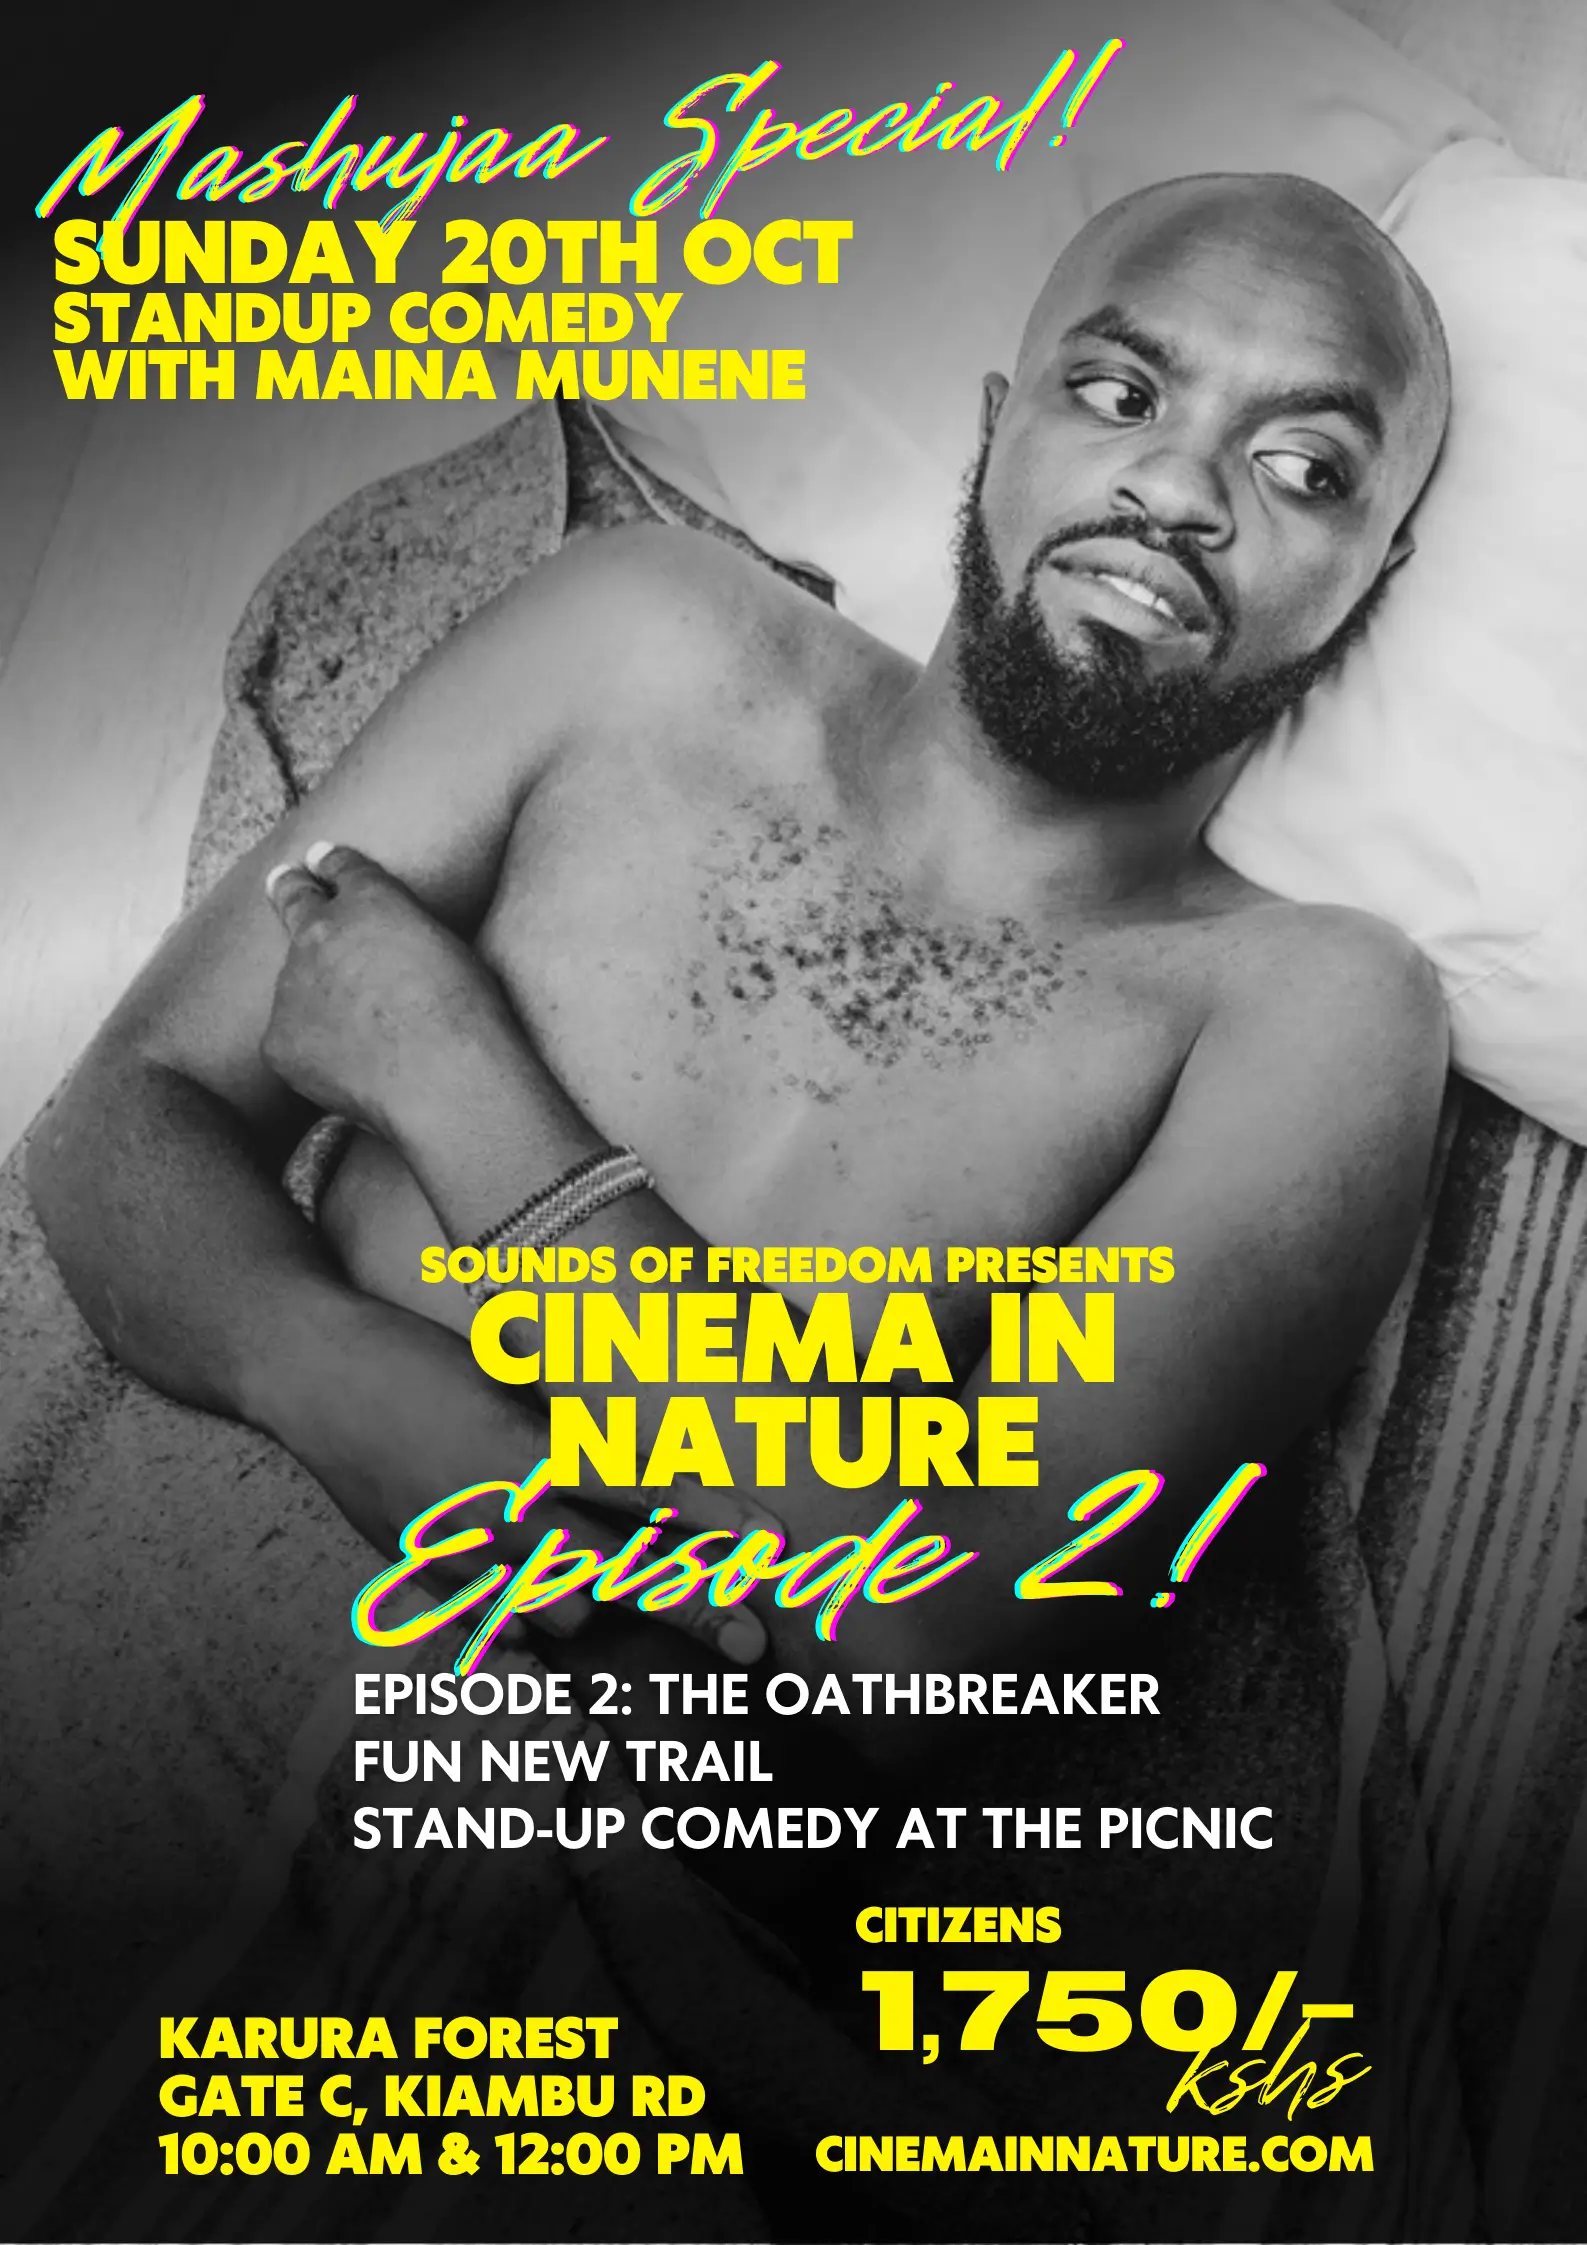 Mashujaa Special!
SUNDAY 20TH OCT
STANDUP COMEDY
WITH MAINA MUNENE
SOUNDS OF FREEDOM PRESENTS
CINEMA IN
NATURE
Episode 2!
EPISODE 2: THE OATHBREAKER
FUN NEW TRAIL
STAND-UP COMEDY AT THE PICNIC
CITIZENS
1,750/-
kshs
KARURA FOREST
GATE C, KIAMBU RD
10:00 AM & 12:00 PM
CINEMAINNATURE.COM